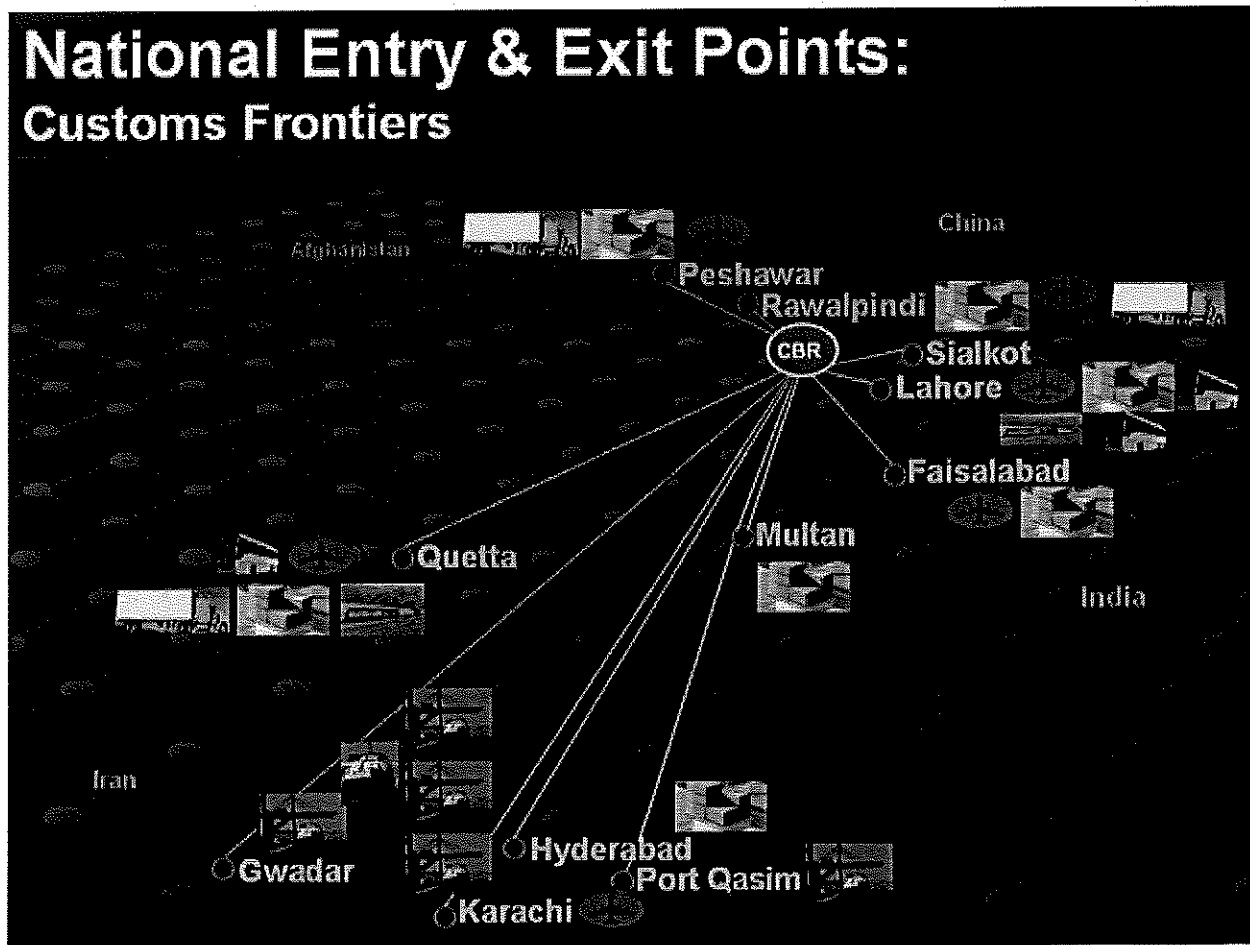 National Entry & Exit Points:
Customs Frontiers
China
Afghanistan
Peshawar
Rawalpindi
CBR
Sialkot
Lahore
Faisalabad
Multan
Quetta
India
Iran
Hyderabad
Gwadar
Port Qasim
Karachi